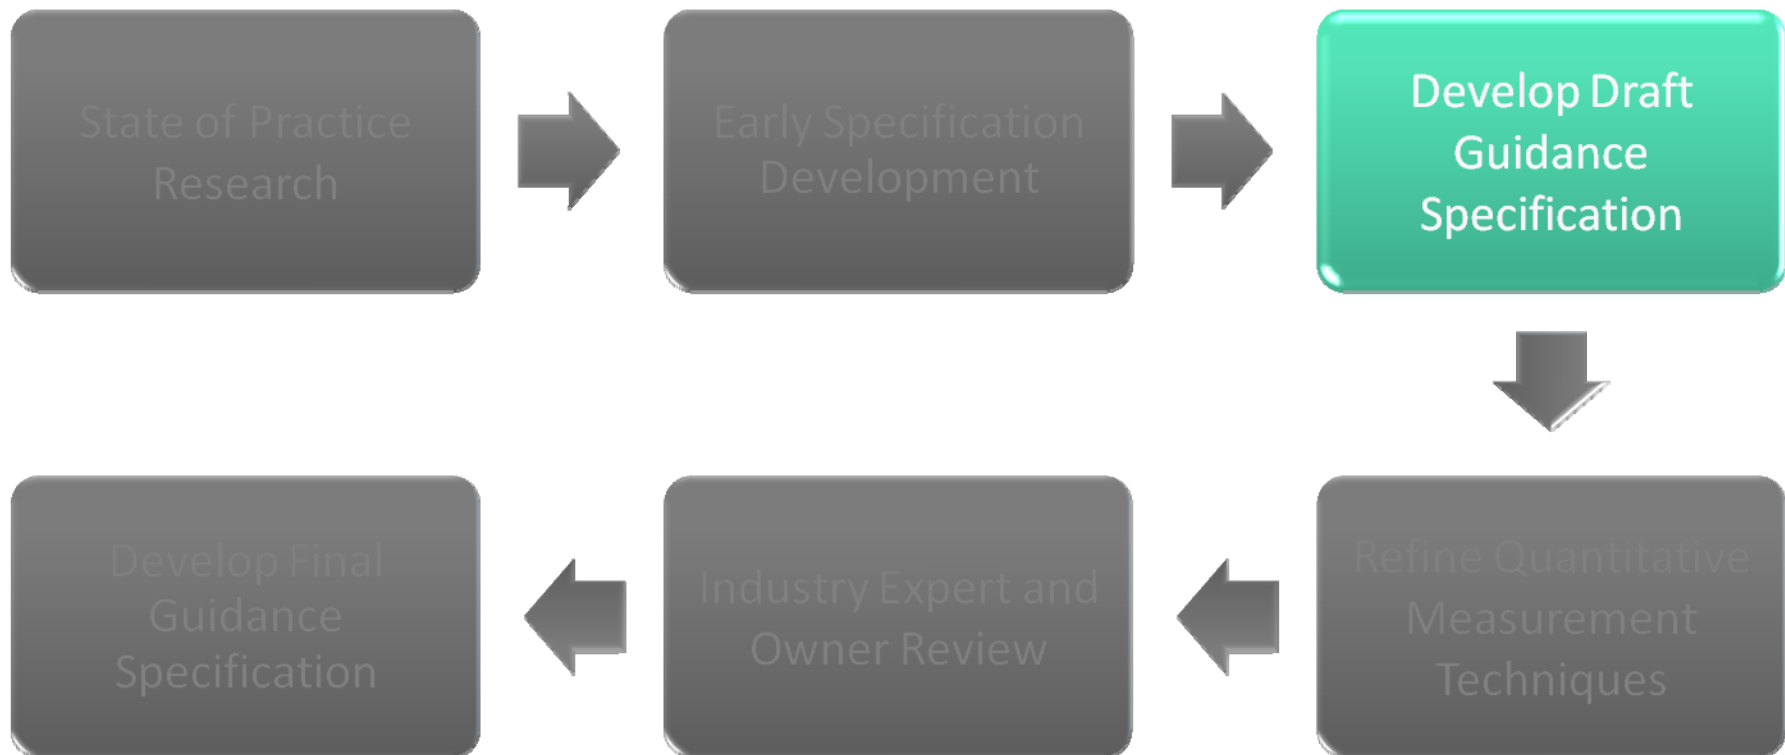 State of Practice
Research
Early Specification
Development
Develop Draft
Guidance
Specification
Refine Quantitative
Measurement
Techniques
Industry Expert and
Owner Review
Develop Final
Guidance
Specification